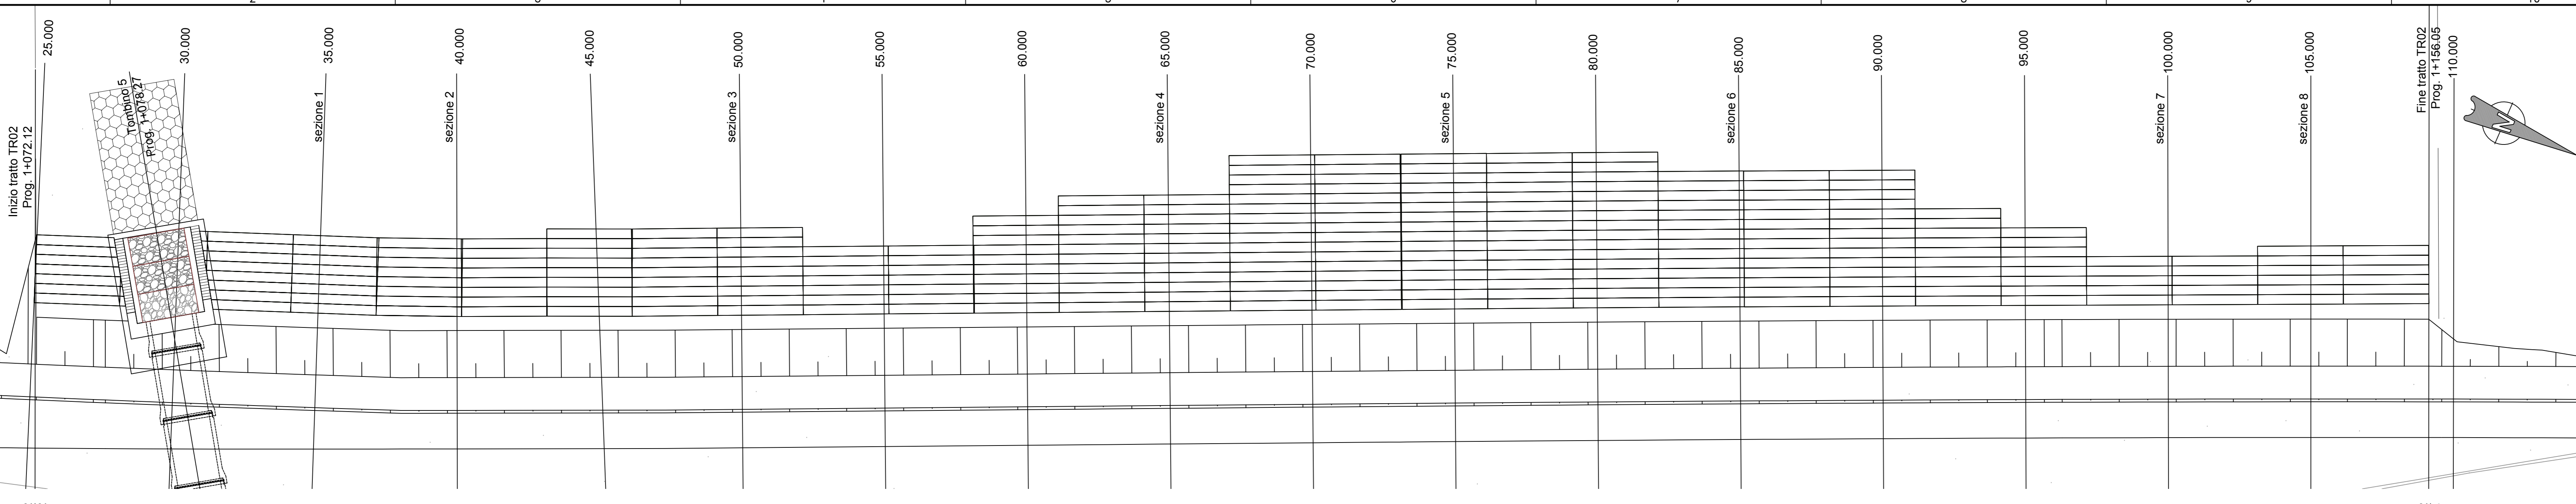 25.000
30.000
35.000
40.000
45.000
50.000
55.000
60.000
65.000
70.000
75.000
80.000
85.000
90.000
95.000
100.000
105.000
110.000
Inizio tratto TR02
Prog. 1+072.12
Tombino 5
Prog. 1+078.27
sezione 1
sezione 2
sezione 3
sezione 4
sezione 5
sezione 6
sezione 7
sezione 8
Fine tratto TR02
Prog. 1+156.05
N